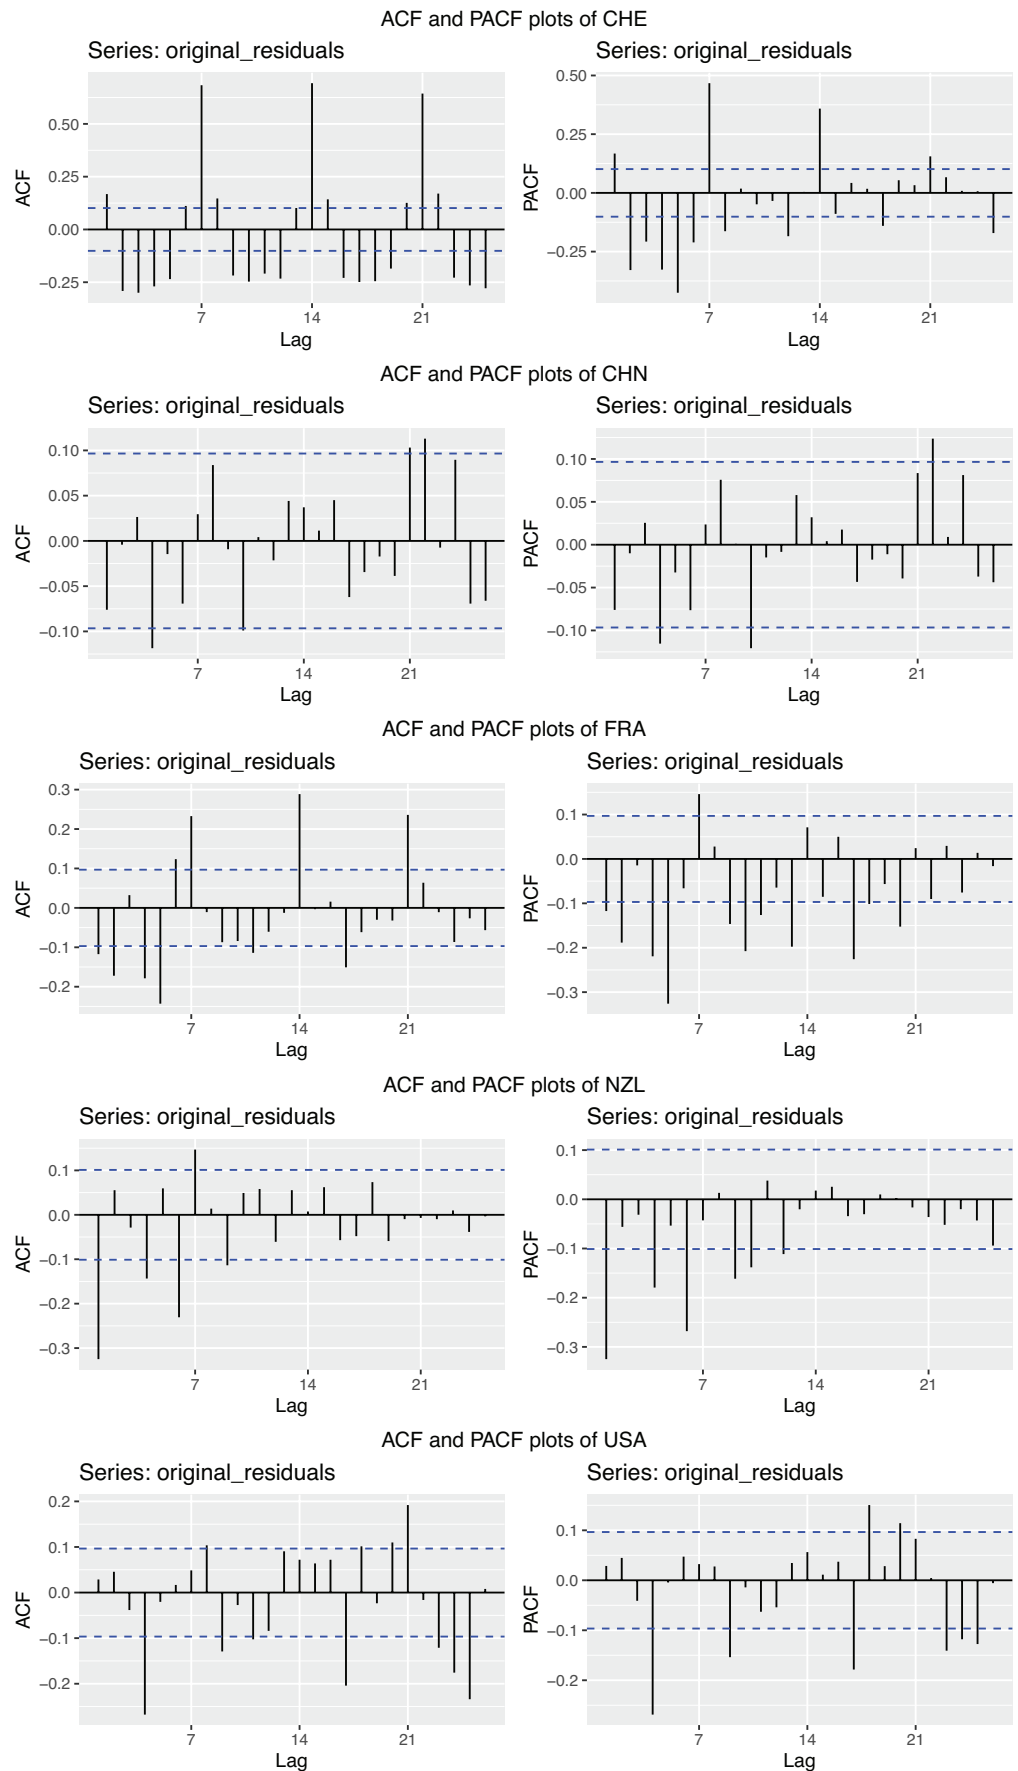 ACF and PACF plots of CHE
Series: original_residuals
ACF
0.50
0.25
0.00
−0.25
7 14 21
Lag
Series: original_residuals
PACF
0.50
0.25
0.00
−0.25
7 14 21
Lag
ACF and PACF plots of CHN
Series: original_residuals
ACF
0.10
0.05
0.00
−0.05
−0.10
7 14 21
Lag
Series: original_residuals
PACF
0.10
0.05
0.00
−0.05
−0.10
7 14 21
Lag
ACF and PACF plots of FRA
Series: original_residuals
ACF
0.3
0.2
0.1
0.0
−0.1
−0.2
7 14 21
Lag
Series: original_residuals
PACF
0.1
0.0
−0.1
−0.2
−0.3
7 14 21
Lag
ACF and PACF plots of NZL
Series: original_residuals
ACF
0.1
0.0
−0.1
−0.2
−0.3
7 14 21
Lag
Series: original_residuals
PACF
0.1
0.0
−0.1
−0.2
−0.3
7 14 21
Lag
ACF and PACF plots of USA
Series: original_residuals
ACF
0.2
0.1
0.0
−0.1
−0.2
7 14 21
Lag
Series: original_residuals
PACF
0.1
0.0
−0.1
−0.2
7 14 21
Lag